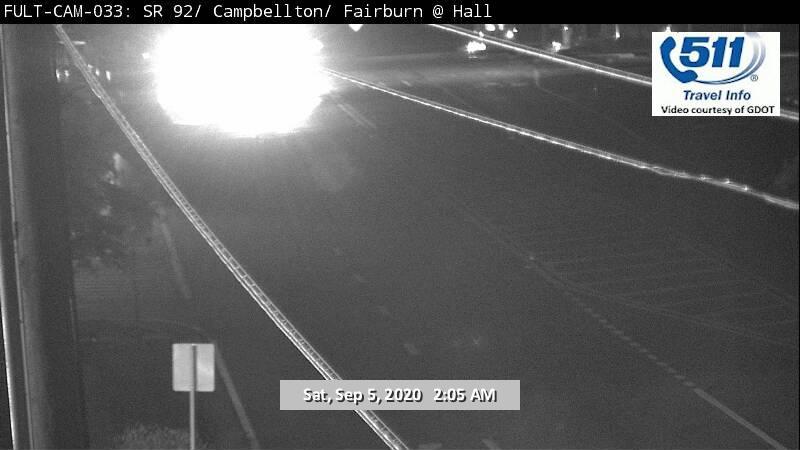 FULT-CAM-033: SR 92/ Campbellton/ Fairburn @ Hall
511
®
Travel Info
Video courtesy of GDOT
Sat, Sep 5, 2020 2:05 AM